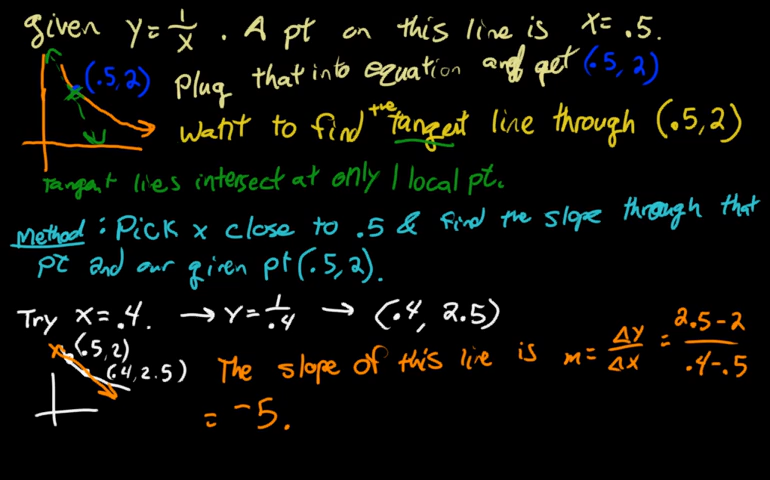 given y = 1/x . A pt on this line is x = .5.
(.5, 2)
plug that into equation and get (.5, 2)
want to find the tangent line through (.5, 2)
tangent lies intersect at only 1 local pt.
Method: Pick x close to .5 & find the slope through that
pt and our given pt (.5, 2).
Try x = .4. → y = 1/.4 → (.4, 2.5)
(.5, 2)
(.4, 2.5)
The slope of this line is m = ΔY/ΔX = 2.5 - 2/.4 - .5
= -5.